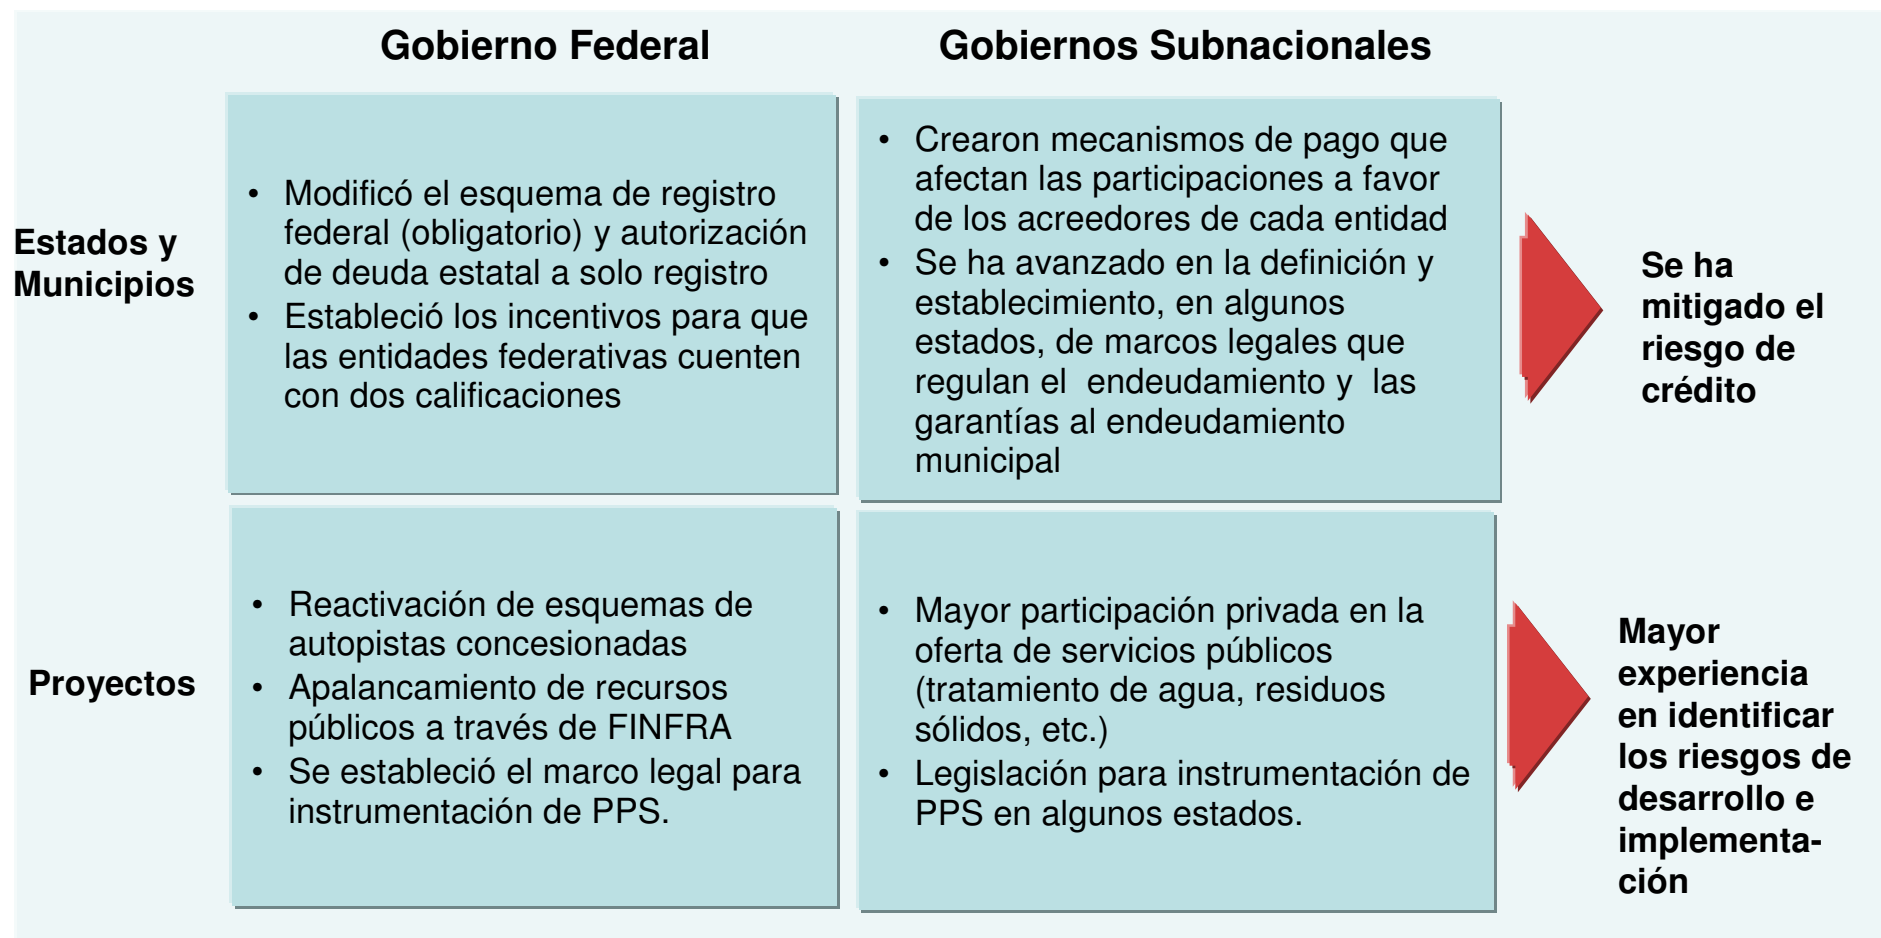 Gobierno Federal
Gobiernos Subnacionales
Estados y
Municipios
• Modificó el esquema de registro
federal (obligatorio) y autorización
de deuda estatal a solo registro
• Estableció los incentivos para que
las entidades federativas cuenten
con dos calificaciones
• Crearon mecanismos de pago que
afectan las participaciones a favor
de los acreedores de cada entidad
• Se ha avanzado en la definición y
establecimiento, en algunos
estados, de marcos legales que
regulan el endeudamiento y las
garantías al endeudamiento
municipal
Se ha
mitigado el
riesgo de
crédito
Proyectos
• Reactivación de esquemas de
autopistas concesionadas
• Apalancamiento de recursos
públicos a través de FINFRA
• Se estableció el marco legal para
instrumentación de PPS.
• Mayor participación privada en la
oferta de servicios públicos
(tratamiento de agua, residuos
sólidos, etc.)
• Legislación para instrumentación de
PPS en algunos estados.
Mayor
experiencia
en identificar
los riesgos de
desarrollo e
implementa-
ción